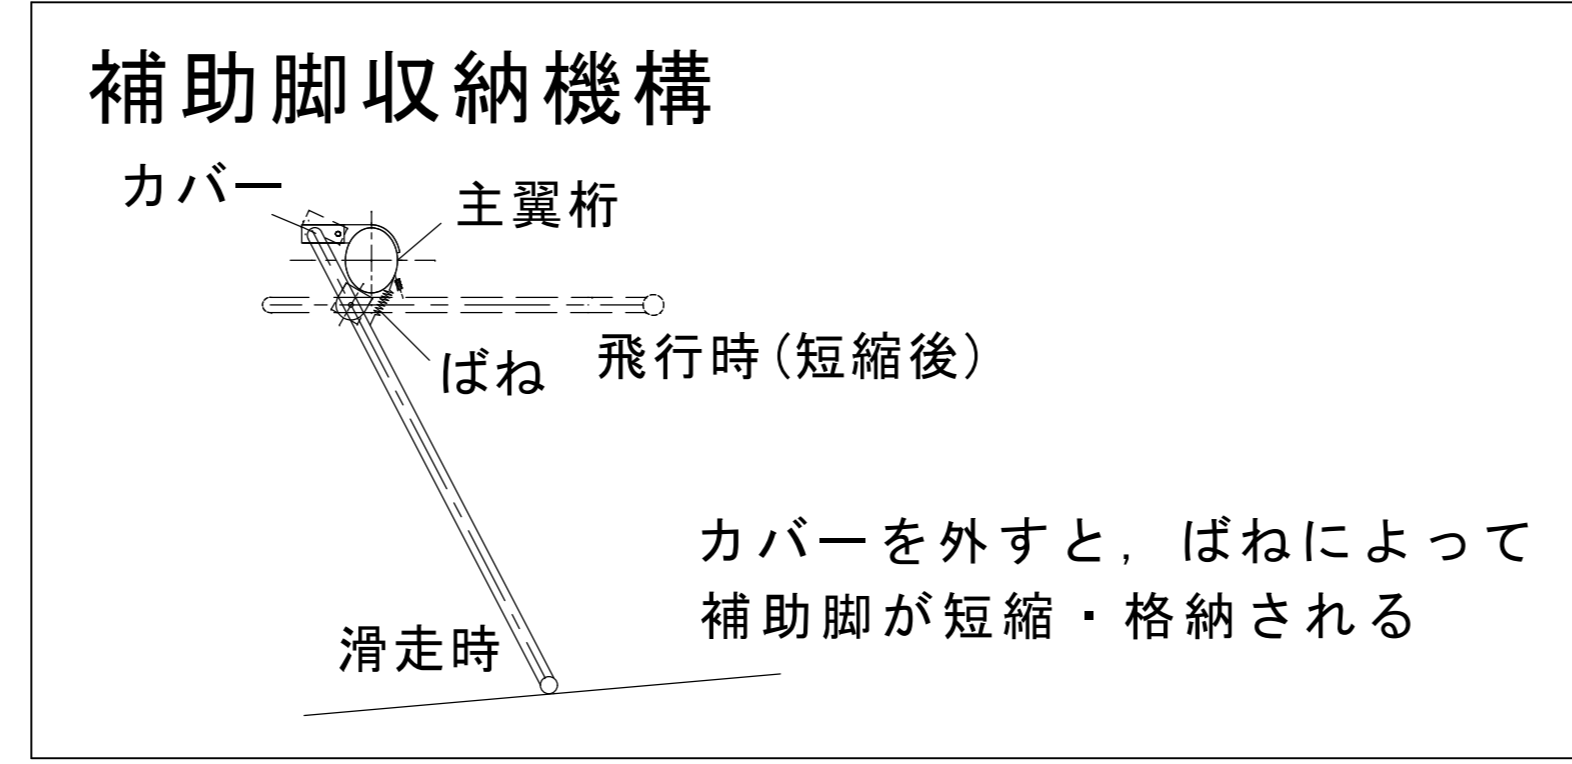 補助脚収納機構
カバー
主翼桁
ばね
飛行時(短縮後)
カバーを外すと，ばねによって
補助脚が短縮・格納される
滑走時